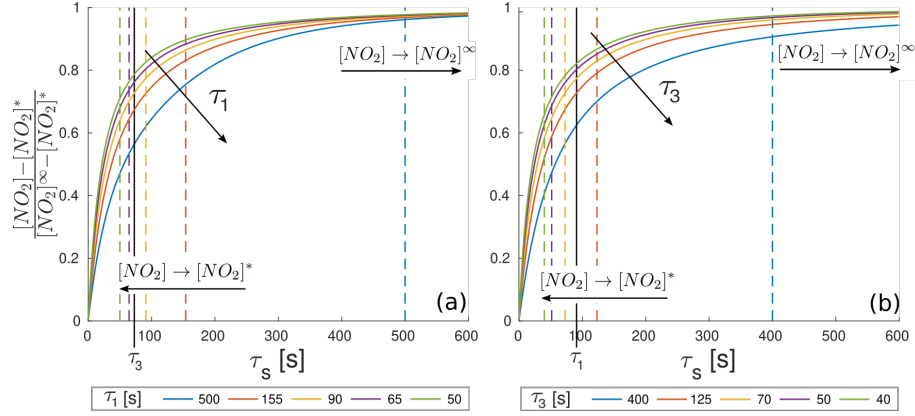 [NO₂]−[NO₂]* / [NO₂]^∞−[NO₂]*
1
0.8
0.6
0.4
0.2
0
0 100 200 300 400 500 600
[NO₂] → [NO₂]^∞
τ₁
[NO₂] → [NO₂]*
(a)
τ₃
τₛ [s]
τ₁ [s] 500 155 90 65 50
1
0.8
0.6
0.4
0.2
0
0 100 200 300 400 500 600
[NO₂] → [NO₂]^∞
τ₃
[NO₂] → [NO₂]*
(b)
τ₁
τₛ [s]
τ₃ [s] 400 125 70 50 40